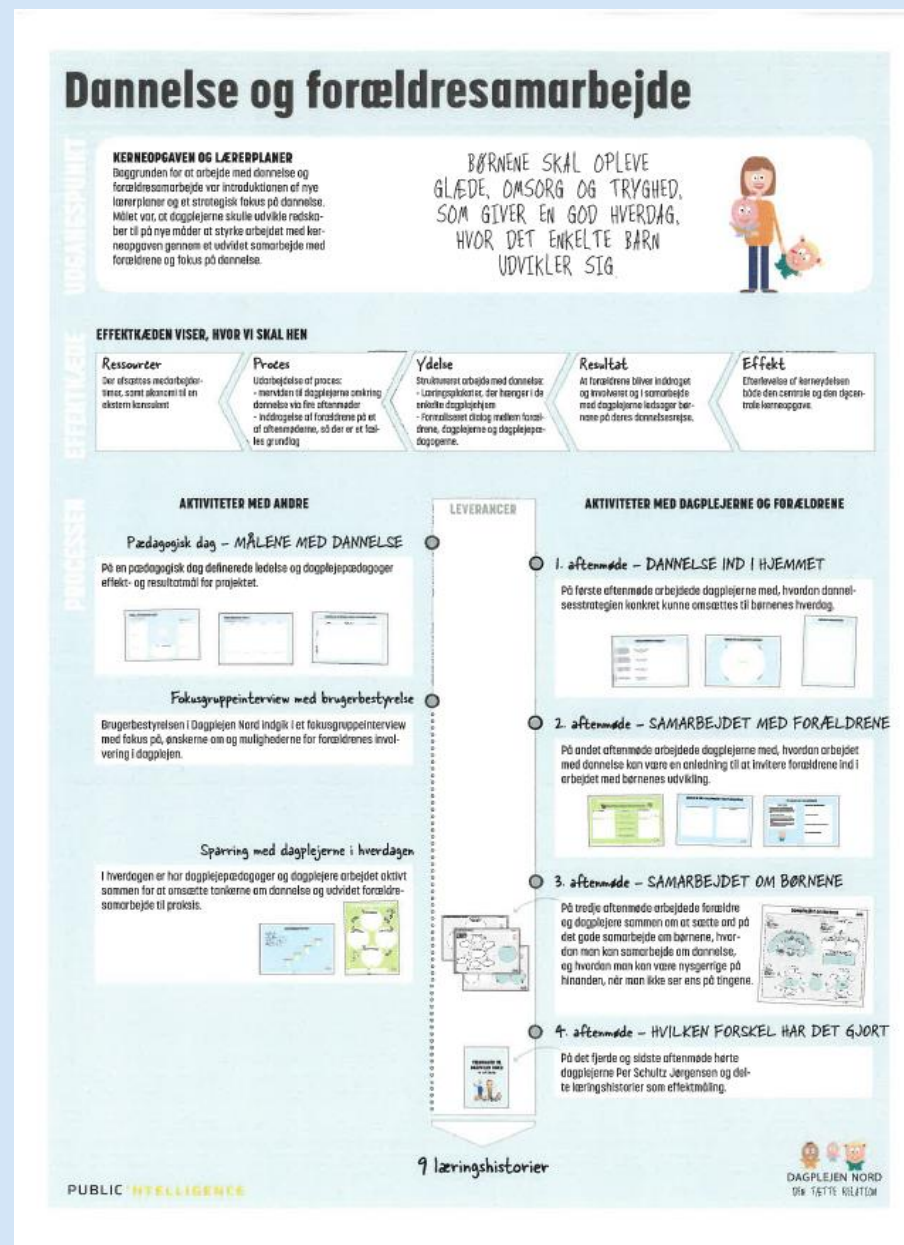 Dannelse og forældresamarbejde
UDGANGSPUNKT
KERNEOPGAVEN OG LÆRERPLANER
Baggrunden for at arbejde med dannelse og
forældresamarbejde var introduktionen af nye
lærerplaner og et strategisk fokus på dannelse.
Målet var, at dagplejerne skulle udvikle redska-
ber til på nye måder at styrke arbejdet med ker-
neopgaven gennem et udvidet samarbejde med
forældrene og fokus på dannelse.
BØRNENE SKAL OPLEVE
GLÆDE, OMSORG OG TRYGHED,
SOM GIVER EN GOD HVERDAG,
HVOR DET ENKELTE BARN
UDVIKLER SIG
EFFEKTKÆDE
EFFEKTKÆDEN VISER, HVOR VI SKAL HEN
Ressourcer
Der afsættes medarbejder-
timer, samt økonomi til en
ekstern konsulent
Proces
Udarbejdelse af proces:
- merviden til dagplejerne omkring
dannelse via fire aftenmøder
- inddragelse af forældrene på et
af aftenmøderne, så der er et fæl-
les grundlag
Ydelse
Struktureret arbejde med dannelse:
- Læringsplakater, der hænger i de
enkelte dagplejehjem
- Formaliseret dialog mellem foræl-
drene, dagplejerne og dagplejepæ-
dagogerne.
Resultat
At forældrene bliver inddraget
og involveret og i samarbejde
med dagplejerne ledsager bør-
nene på deres dannelsesrejse.
Effekt
Efterlevelse af kerneydelsen
både den centrale og den decen-
trale kerneopgave.
PROCESSER
AKTIVITETER MED ANDRE
Pædagogisk dag – MÅLENE MED DANNELSE
På en pædagogisk dag definerede ledelse og dagplejepædagoger
effekt- og resultatmål for projektet.
Fokusgruppeinterview med brugerbestyrelse
Brugerbestyrelsen i Dagplejen Nord indgik i et fokusgruppeinterview
med fokus på, ønskerne om og mulighederne for forældrenes invol-
vering i dagplejen.
Sparring med dagplejerne i hverdagen
I hverdagen er har dagplejepædagoger og dagplejere arbejdet aktivt
sammen for at omsætte tankerne om dannelse og udvidet forældre-
samarbejde til praksis.
LEVERANCER
AKTIVITETER MED DAGPLEJERNE OG FORÆLDRENE
1. aftenmøde – DANNELSE IND I HJEMMET
På første aftenmøde arbejdede dagplejerne med, hvordan dannel-
sesstrategien konkret kunne omsættes til børnenes hverdag.
2. aftenmøde – SAMARBEJDET MED FORÆLDRENE
På andet aftenmøde arbejdede dagplejerne med, hvordan arbejdet
med dannelse kan være en anledning til at invitere forældrene ind i
arbejdet med børnenes udvikling.
3. aftenmøde – SAMARBEJDET OM BØRNENE
På tredje aftenmøde arbejdede forældre
og dagplejere sammen om at sætte ord på
det gode samarbejde om børnene, hvor-
dan man kan samarbejde om dannelse,
og hvordan man kan være nysgerrige på
hinanden, når man ikke ser ens på tingene.
4. aftenmøde – HVILKEN FORSKEL HAR DET GJORT
På det fjerde og sidste aftenmøde hørte
dagplejerne Per Schultz Jørgensen og del-
te læringshistorier som effektmåling.
9 læringshistorier
PUBLIC INTELLIGENCE
DAGPLEJEN NORD
DEN TÆTTE RELATION